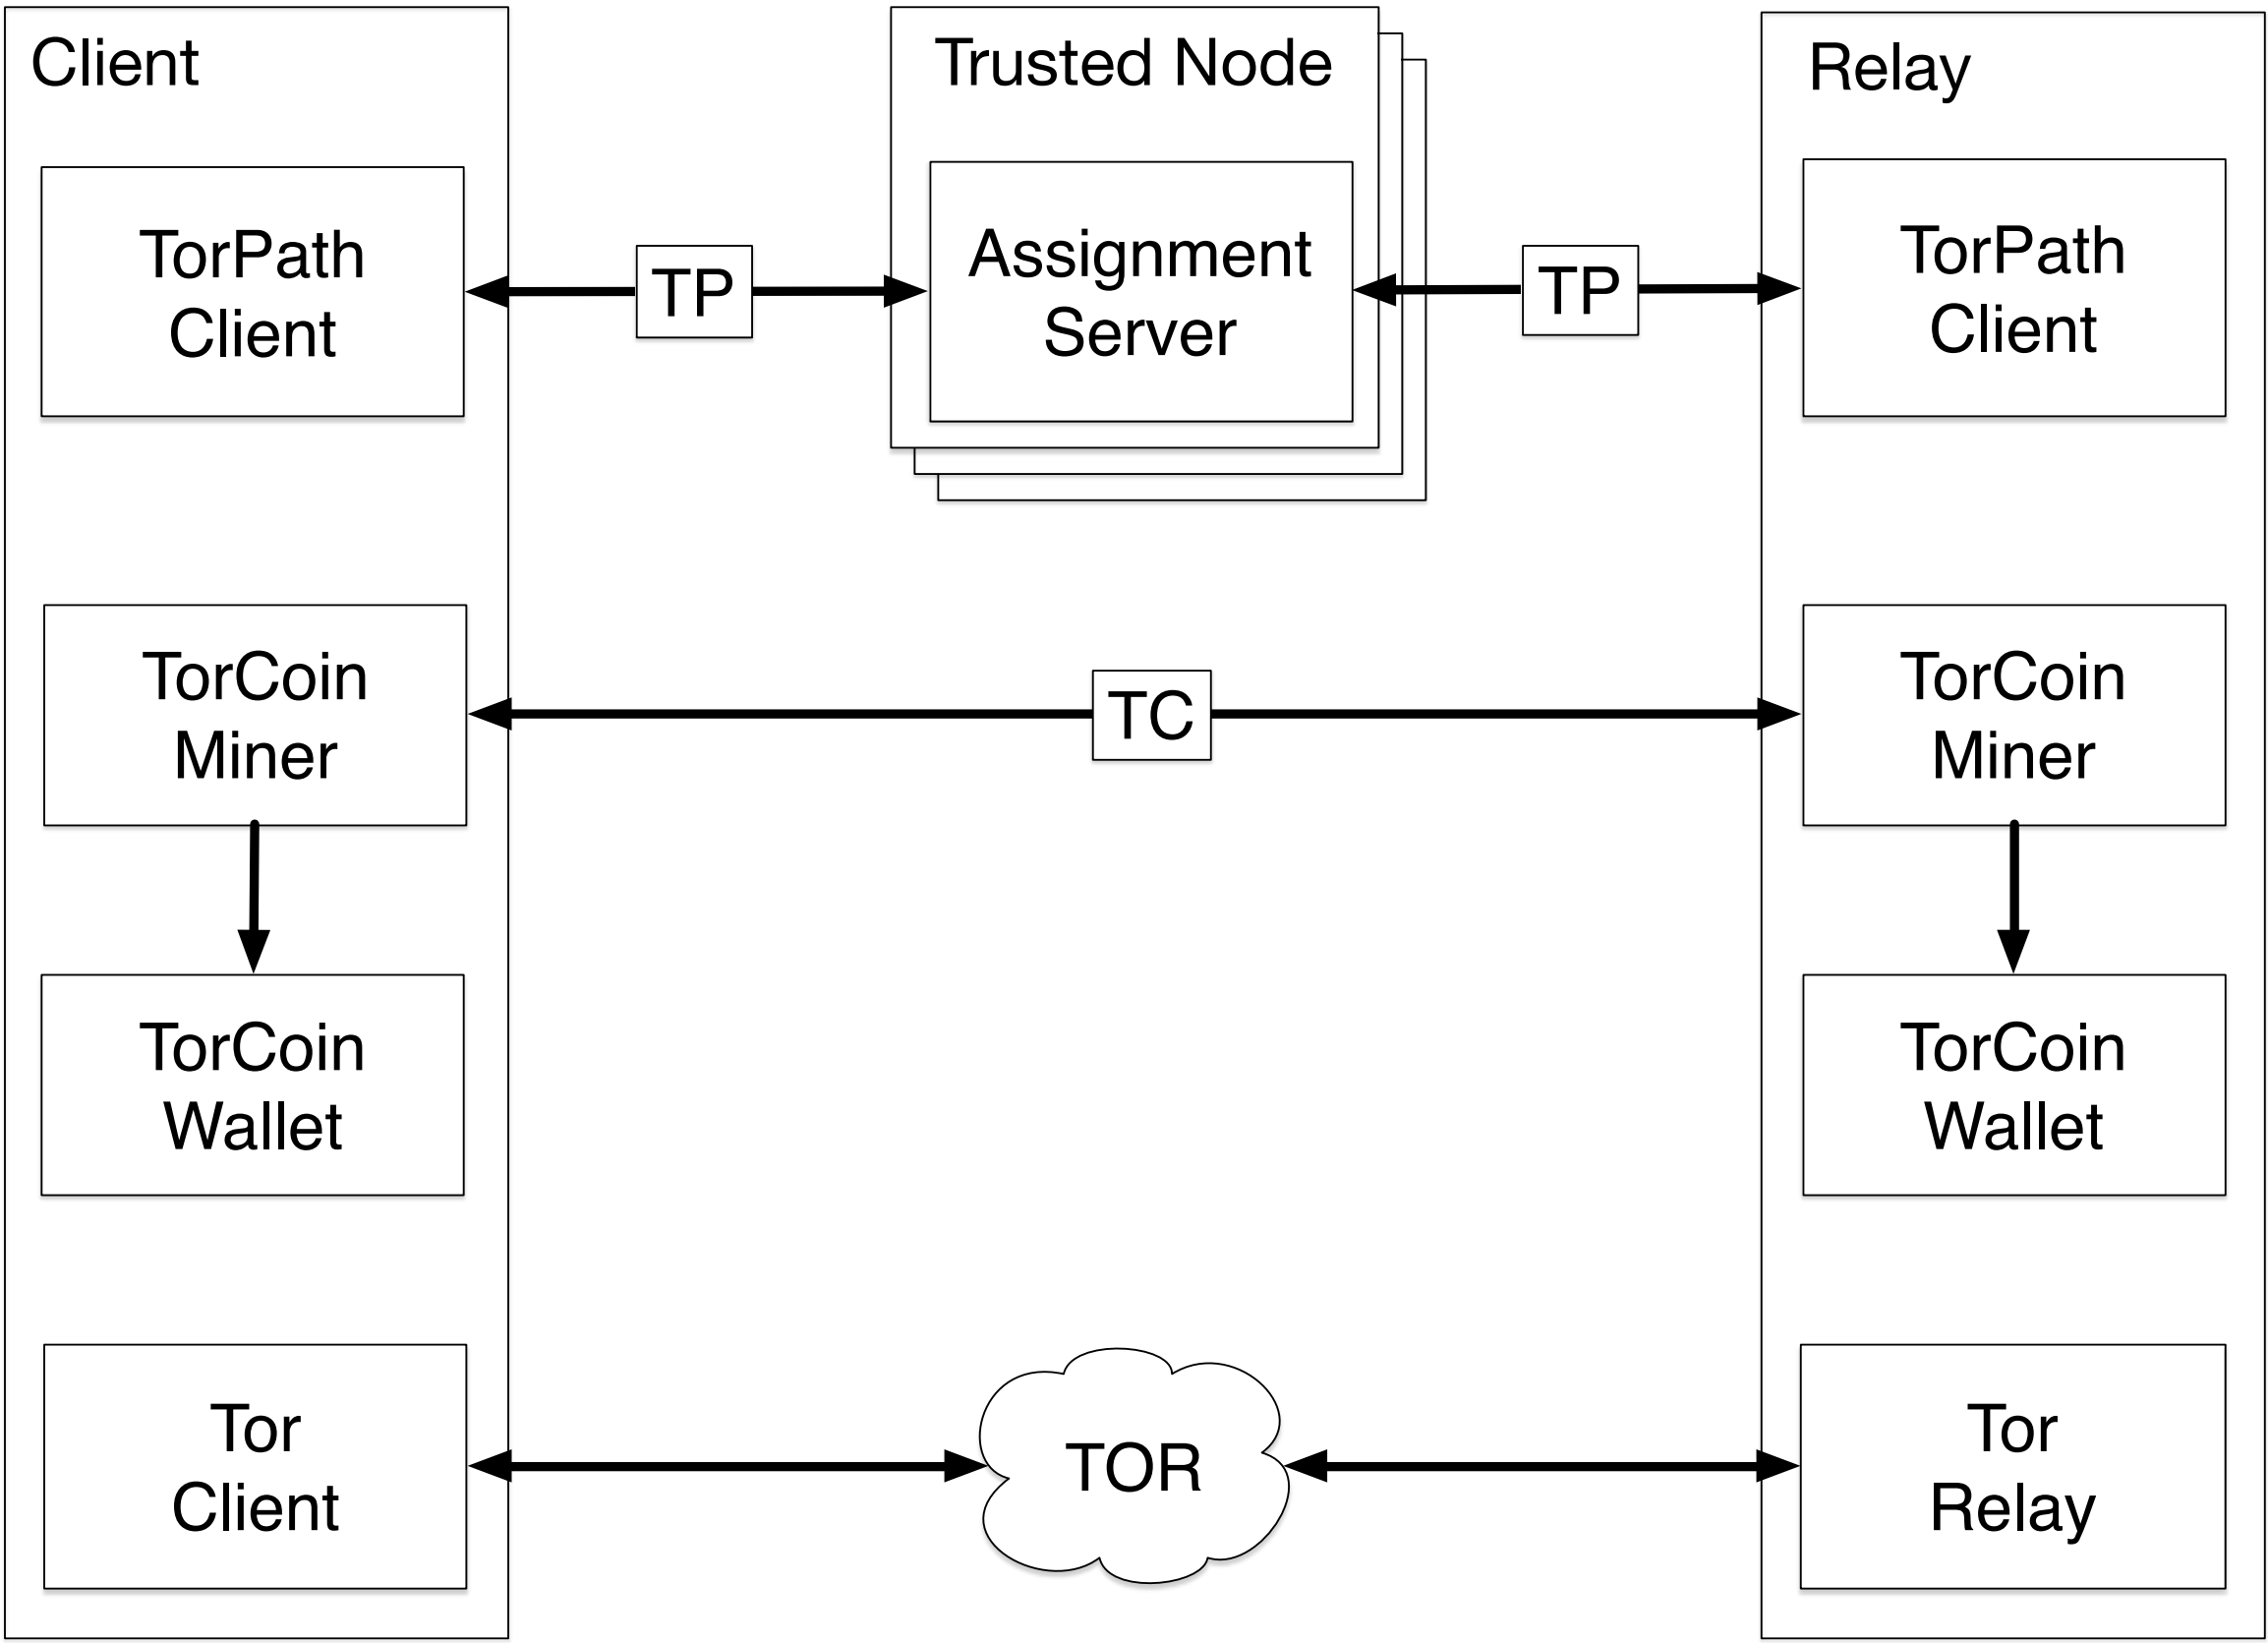 Client
Trusted Node
Relay
TorPath
Client
TP
Assignment
Server
TP
TorPath
Client
TorCoin
Miner
TC
TorCoin
Miner
TorCoin
Wallet
TorCoin
Wallet
Tor
Client
TOR
Tor
Relay